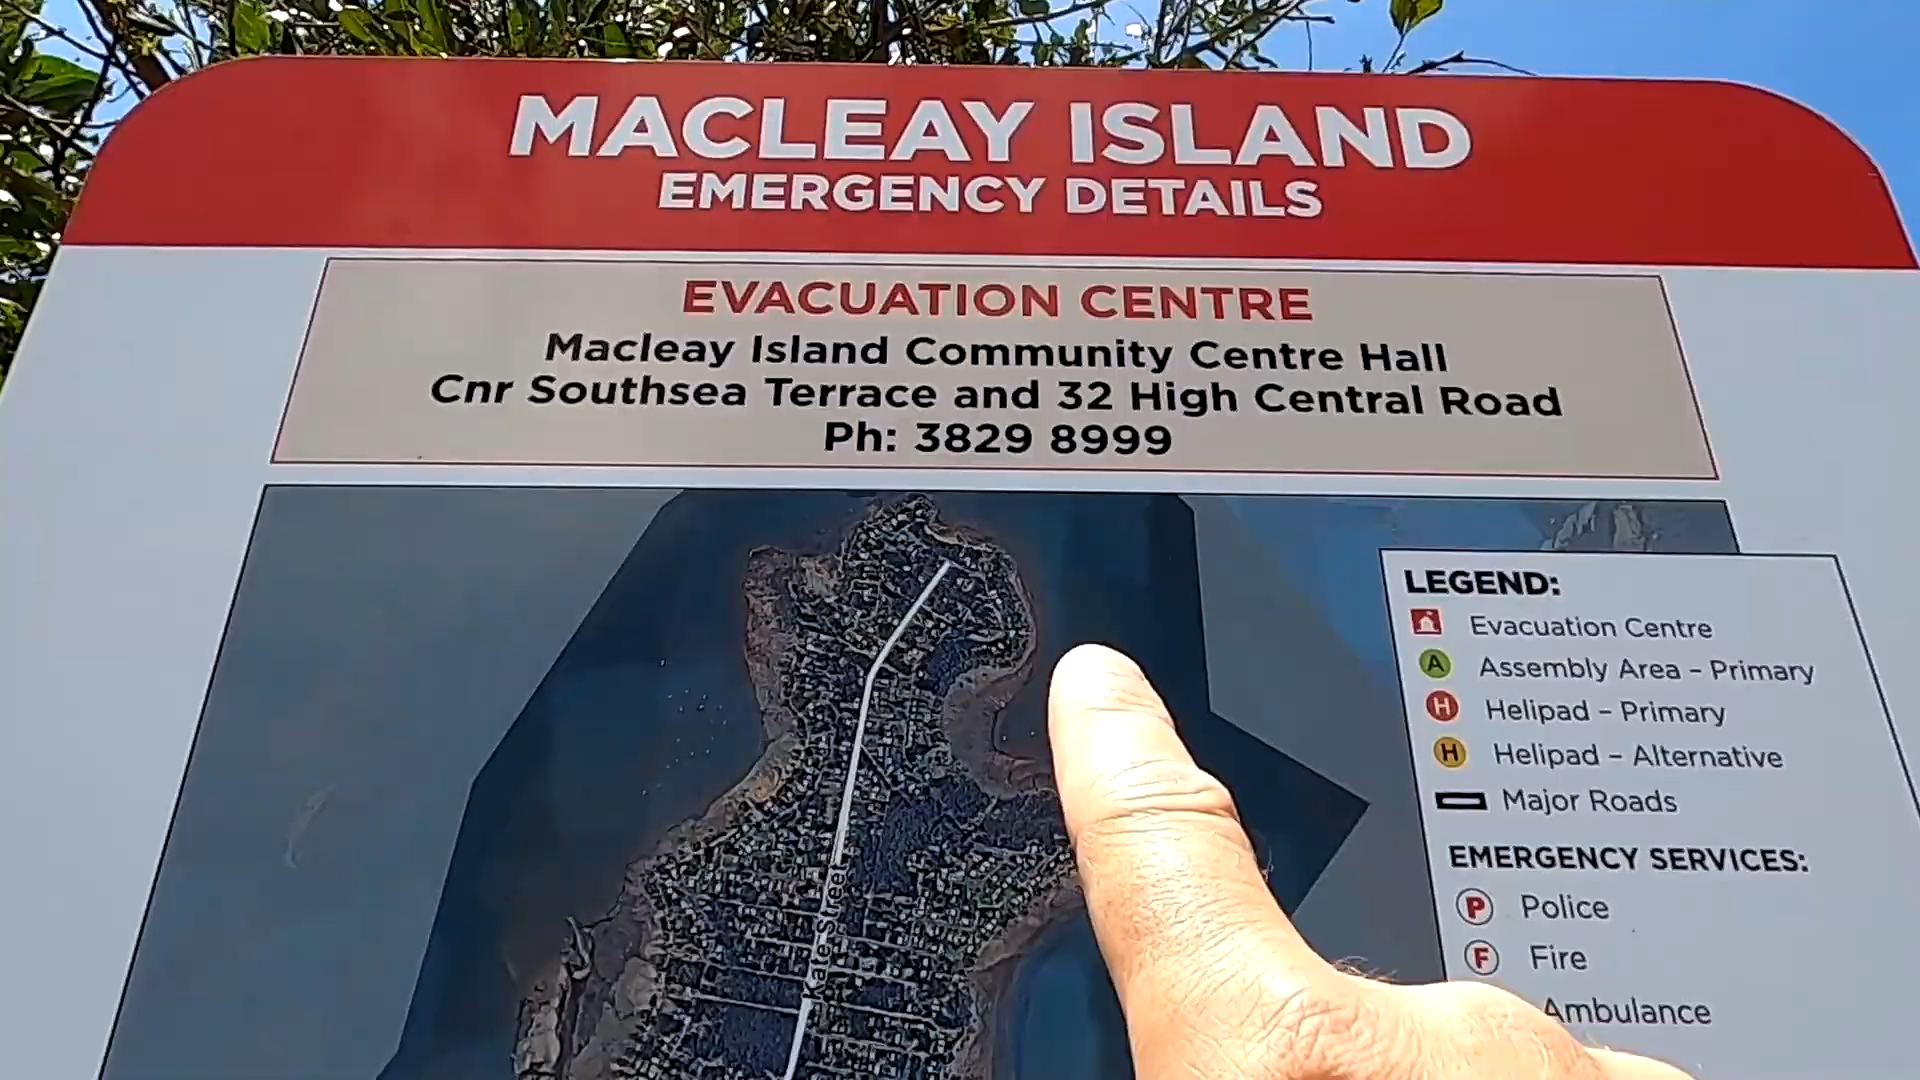 MACLEAY ISLAND
EMERGENCY DETAILS
EVACUATION CENTRE
Macleay Island Community Centre Hall
Cnr Southsea Terrace and 32 High Central Road
Ph: 3829 8999
LEGEND:
Evacuation Centre
A Assembly Area – Primary
H Helipad – Primary
H Helipad – Alternative
Major Roads
EMERGENCY SERVICES:
P Police
F Fire
Ambulance
Kate Street